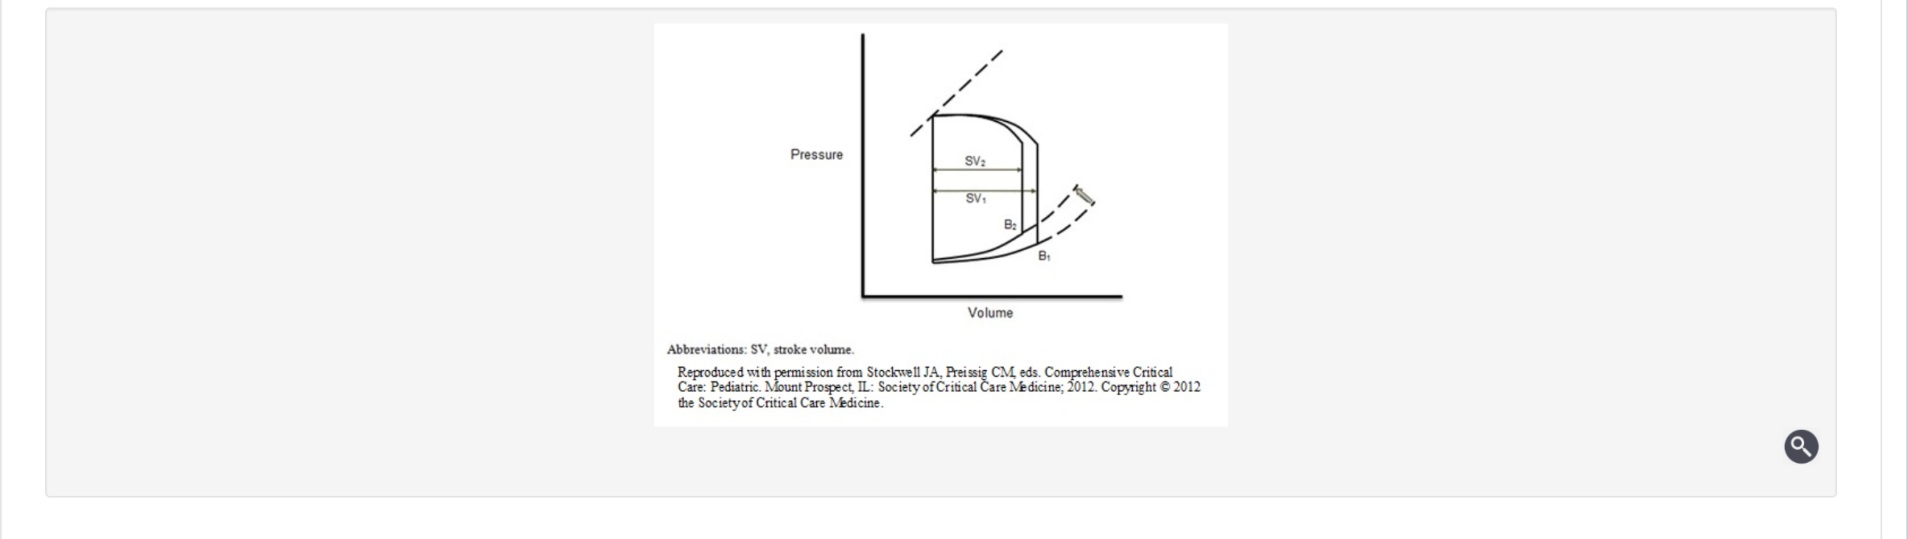 Pressure
SV₂
SV₁
B₂
B₁
Volume
Abbreviations: SV, stroke volume.
Reproduced with permission from Stockwell JA, Preissig CM, eds. Comprehensive Critical
Care: Pediatric. Mount Prospect, IL: Society of Critical Care Medicine; 2012. Copyright © 2012
the Society of Critical Care Medicine.